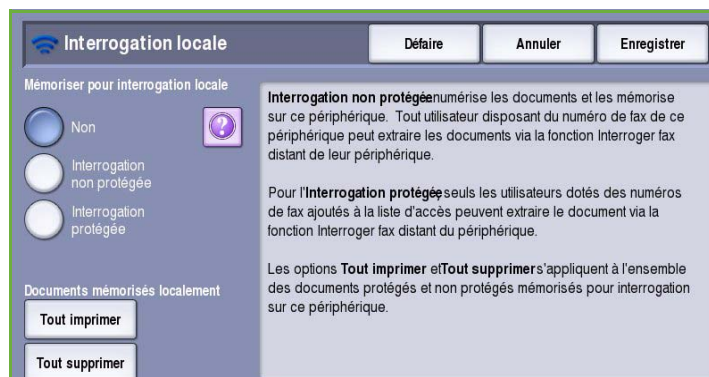 Interrogation locale
Défaire
Annuler
Enregistrer
Mémoriser pour interrogation locale
Non
?
Interrogation
non protégée
Interrogation
protégée
Documents mémorisés localement
Tout imprimer
Tout supprimer
Interrogation non protégéenumérise les documents et les mémorise
sur ce périphérique. Tout utilisateur disposant du numéro de fax de ce
périphérique peut extraire les documents via la fonction Interroger fax
distant de leur périphérique.
Pour l'Interrogation protégée, seuls les utilisateurs dotés des numéros
de fax ajoutés à la liste d'accès peuvent extraire le document via la
fonction Interroger fax distant du périphérique.
Les options Tout imprimer etTout supprimers'appliquent à l'ensemble
des documents protégés et non protégés mémorisés pour interrogation
sur ce périphérique.